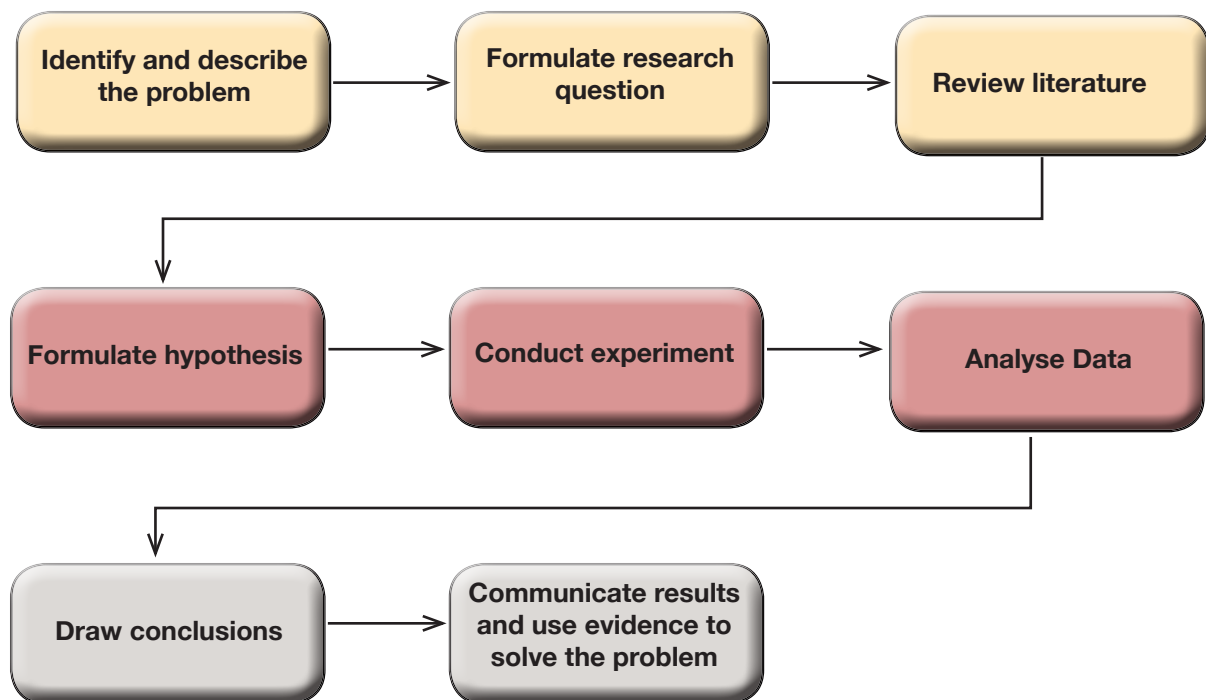 Identify and describe
the problem
Formulate research
question
Review literature
Formulate hypothesis
Conduct experiment
Analyse Data
Draw conclusions
Communicate results
and use evidence to
solve the problem